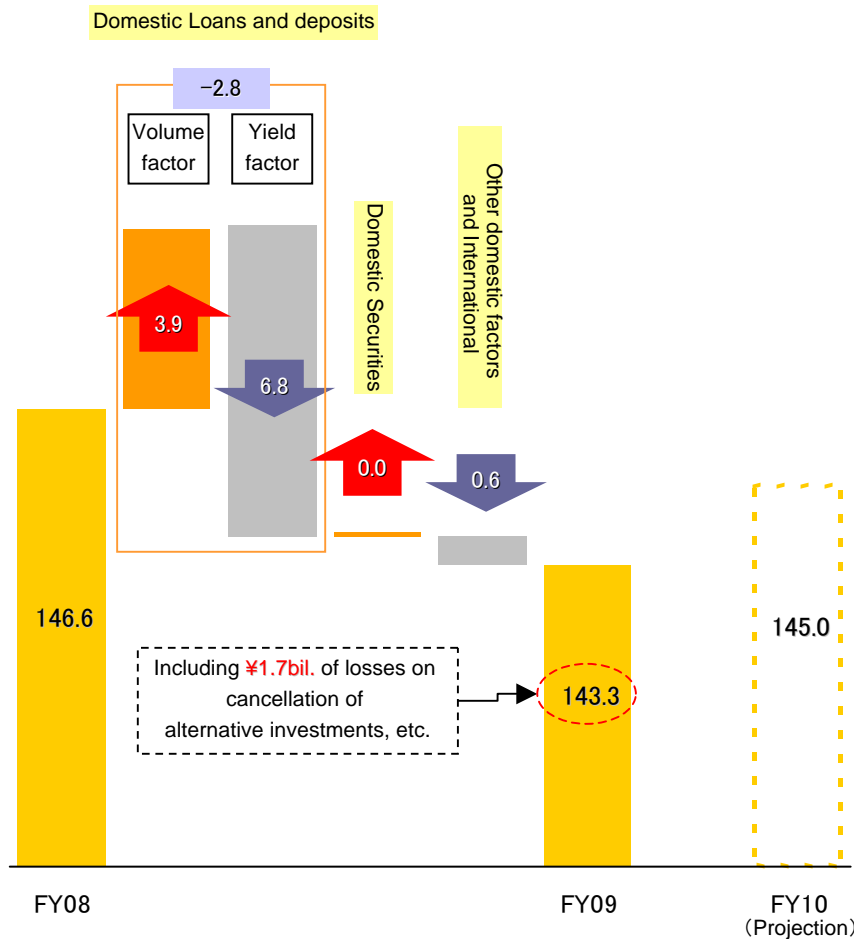 Domestic Loans and deposits
−2.8
Volume
factor
Yield
factor
Domestic Securities
Other domestic factors
and International
3.9
6.8
0.0
0.6
146.6
Including ¥1.7bil. of losses on
cancellation of
alternative investments, etc.
143.3
145.0
FY08
FY09
FY10
(Projection)